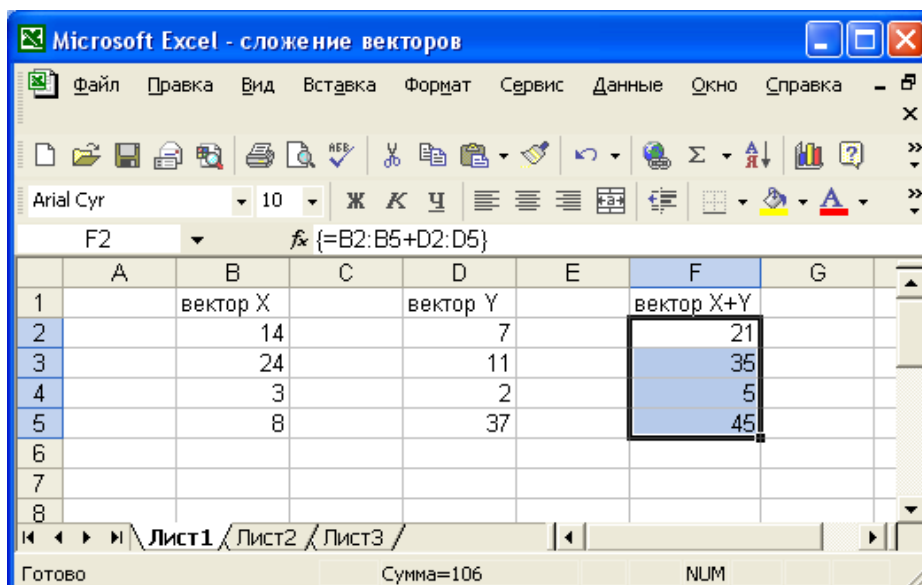 Microsoft Excel - сложение векторов
Файл Правка Вид Вставка Формат Сервис Данные Окно Справка
Arial Cyr 10 Ж К Ч
F2 fx {=B2:B5+D2:D5}
A B C D E F G
1 вектор X вектор Y вектор X+Y
2 14 7 21
3 24 11 35
4 3 2 5
5 8 37 45
6
7
8
Лист1 Лист2 Лист3
Готово Сумма=106 NUM